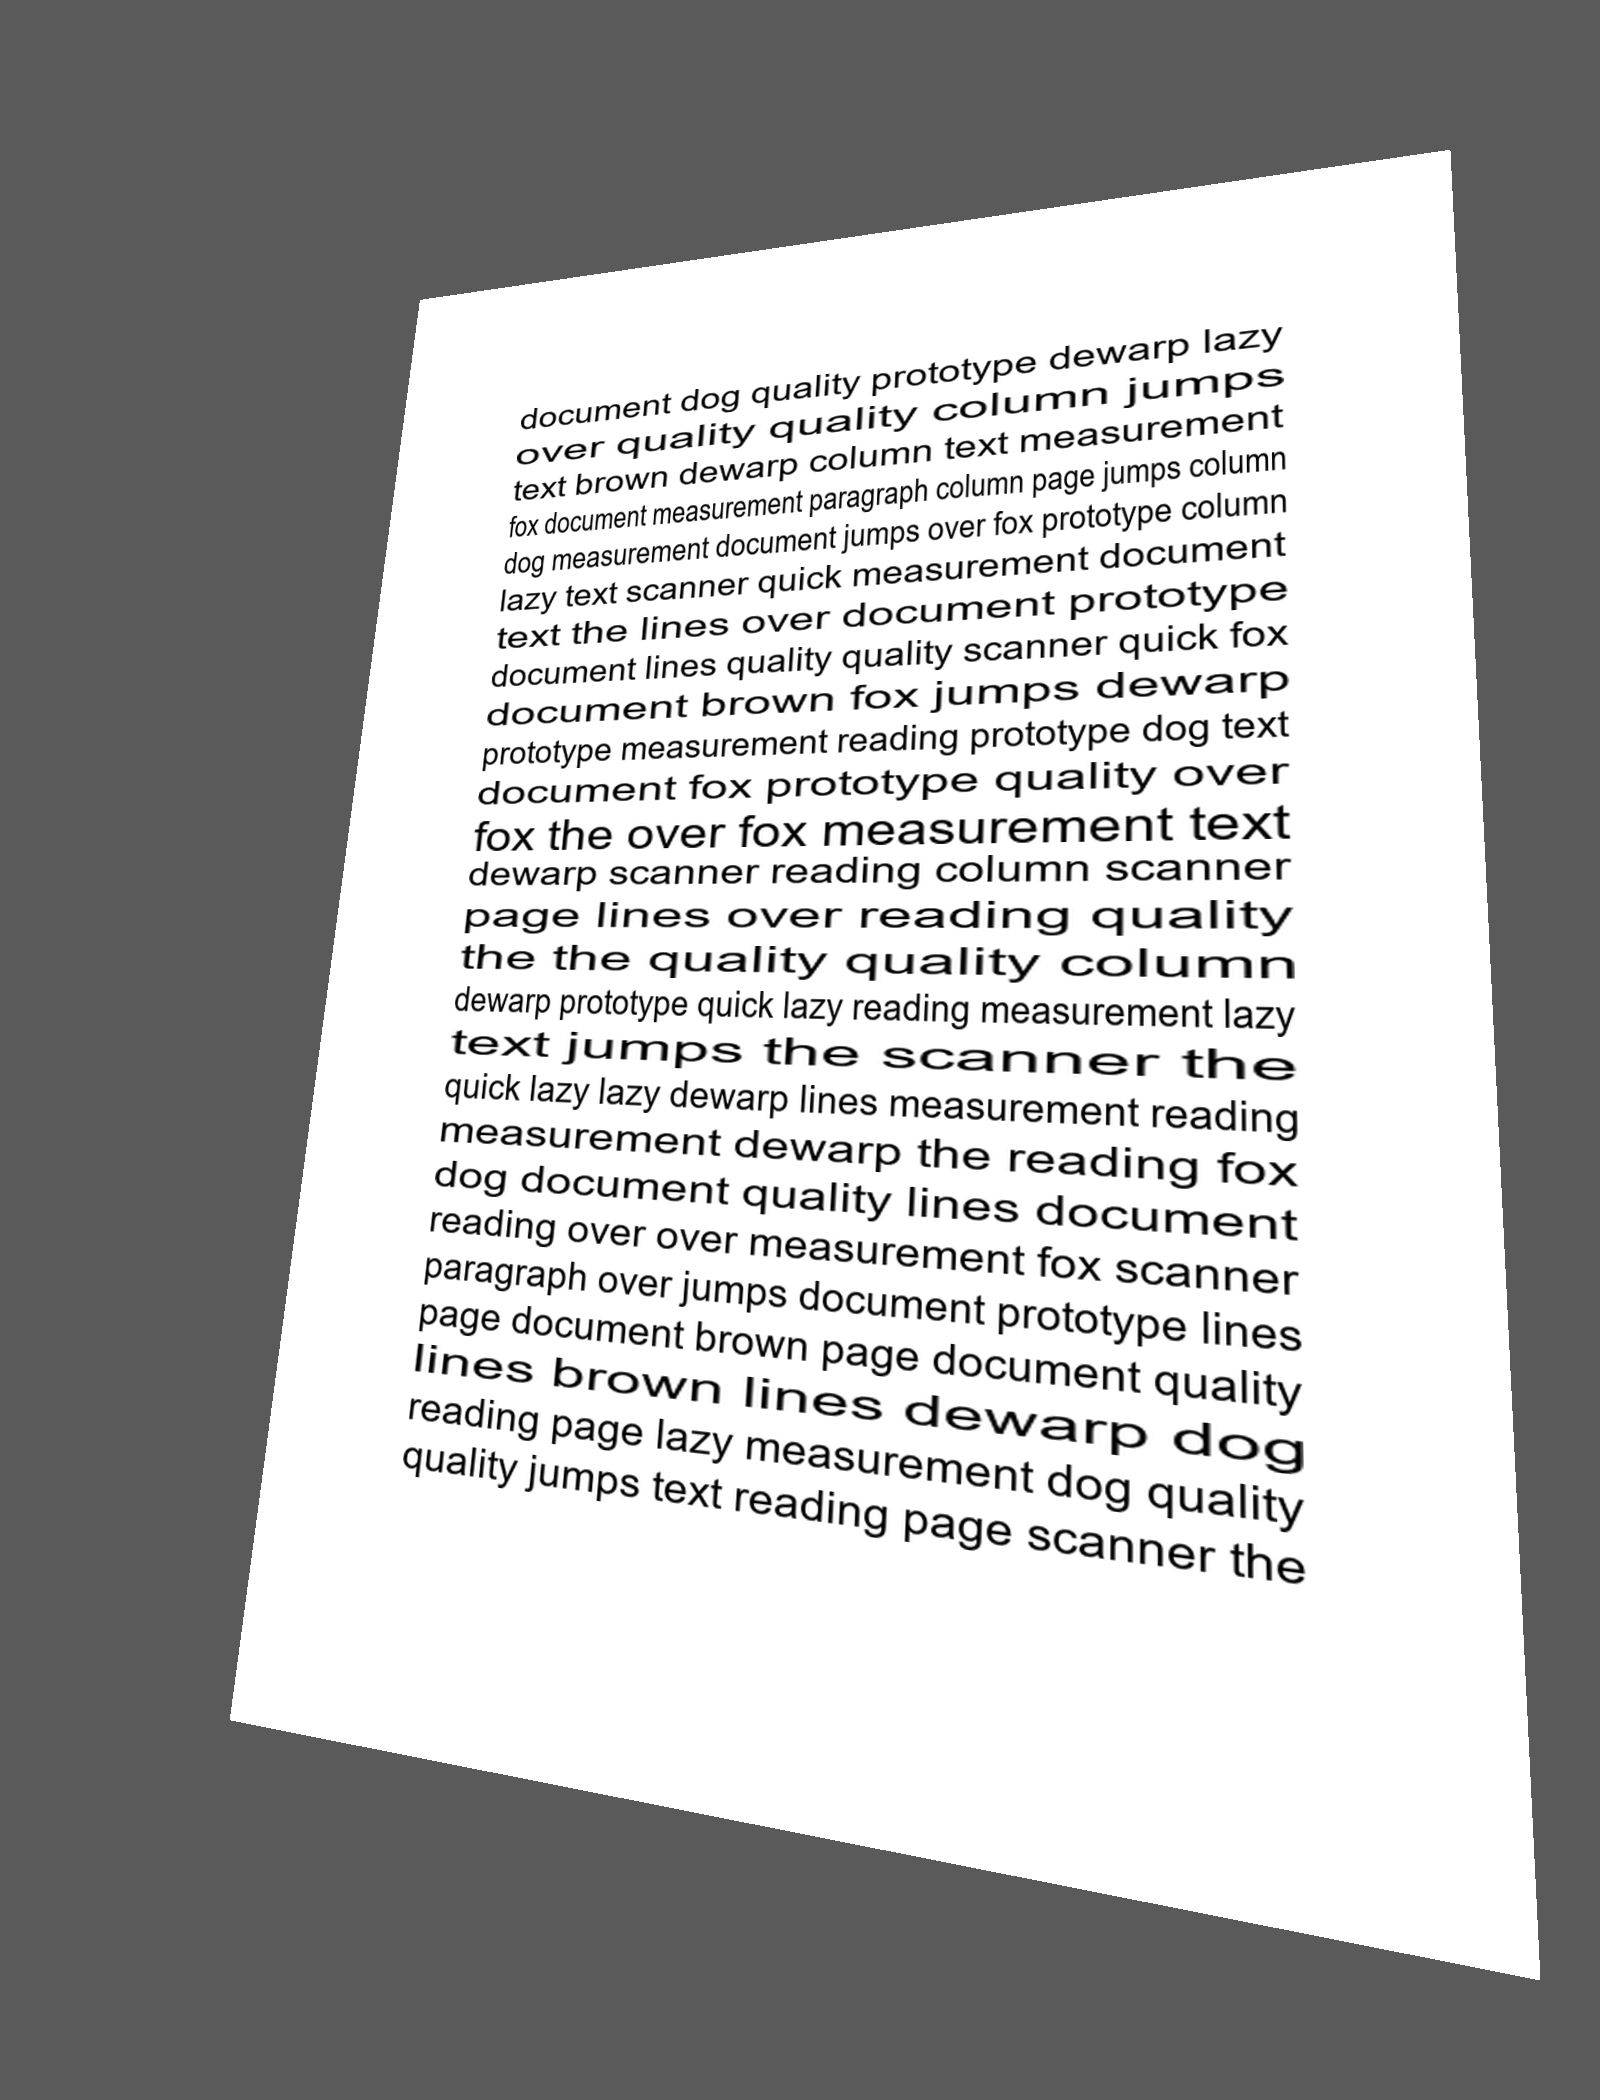 document dog quality prototype dewarp lazy
over quality quality column jumps
text brown dewarp column text measurement
fox document measurement paragraph column page jumps column
dog measurement document jumps over fox prototype column
lazy text scanner quick measurement document
text the lines over document prototype
document lines quality quality scanner quick fox
document brown fox jumps dewarp
prototype measurement reading prototype dog text
document fox prototype quality over
fox the over fox measurement text
dewarp scanner reading column scanner
page lines over reading quality
the the quality quality column
dewarp prototype quick lazy reading measurement lazy
text jumps the scanner the
quick lazy lazy dewarp lines measurement reading
measurement dewarp the reading fox
dog document quality lines document
reading over over measurement fox scanner
paragraph over jumps document prototype lines
page document brown page document quality
lines brown lines dewarp dog
reading page lazy measurement dog quality
quality jumps text reading page scanner the